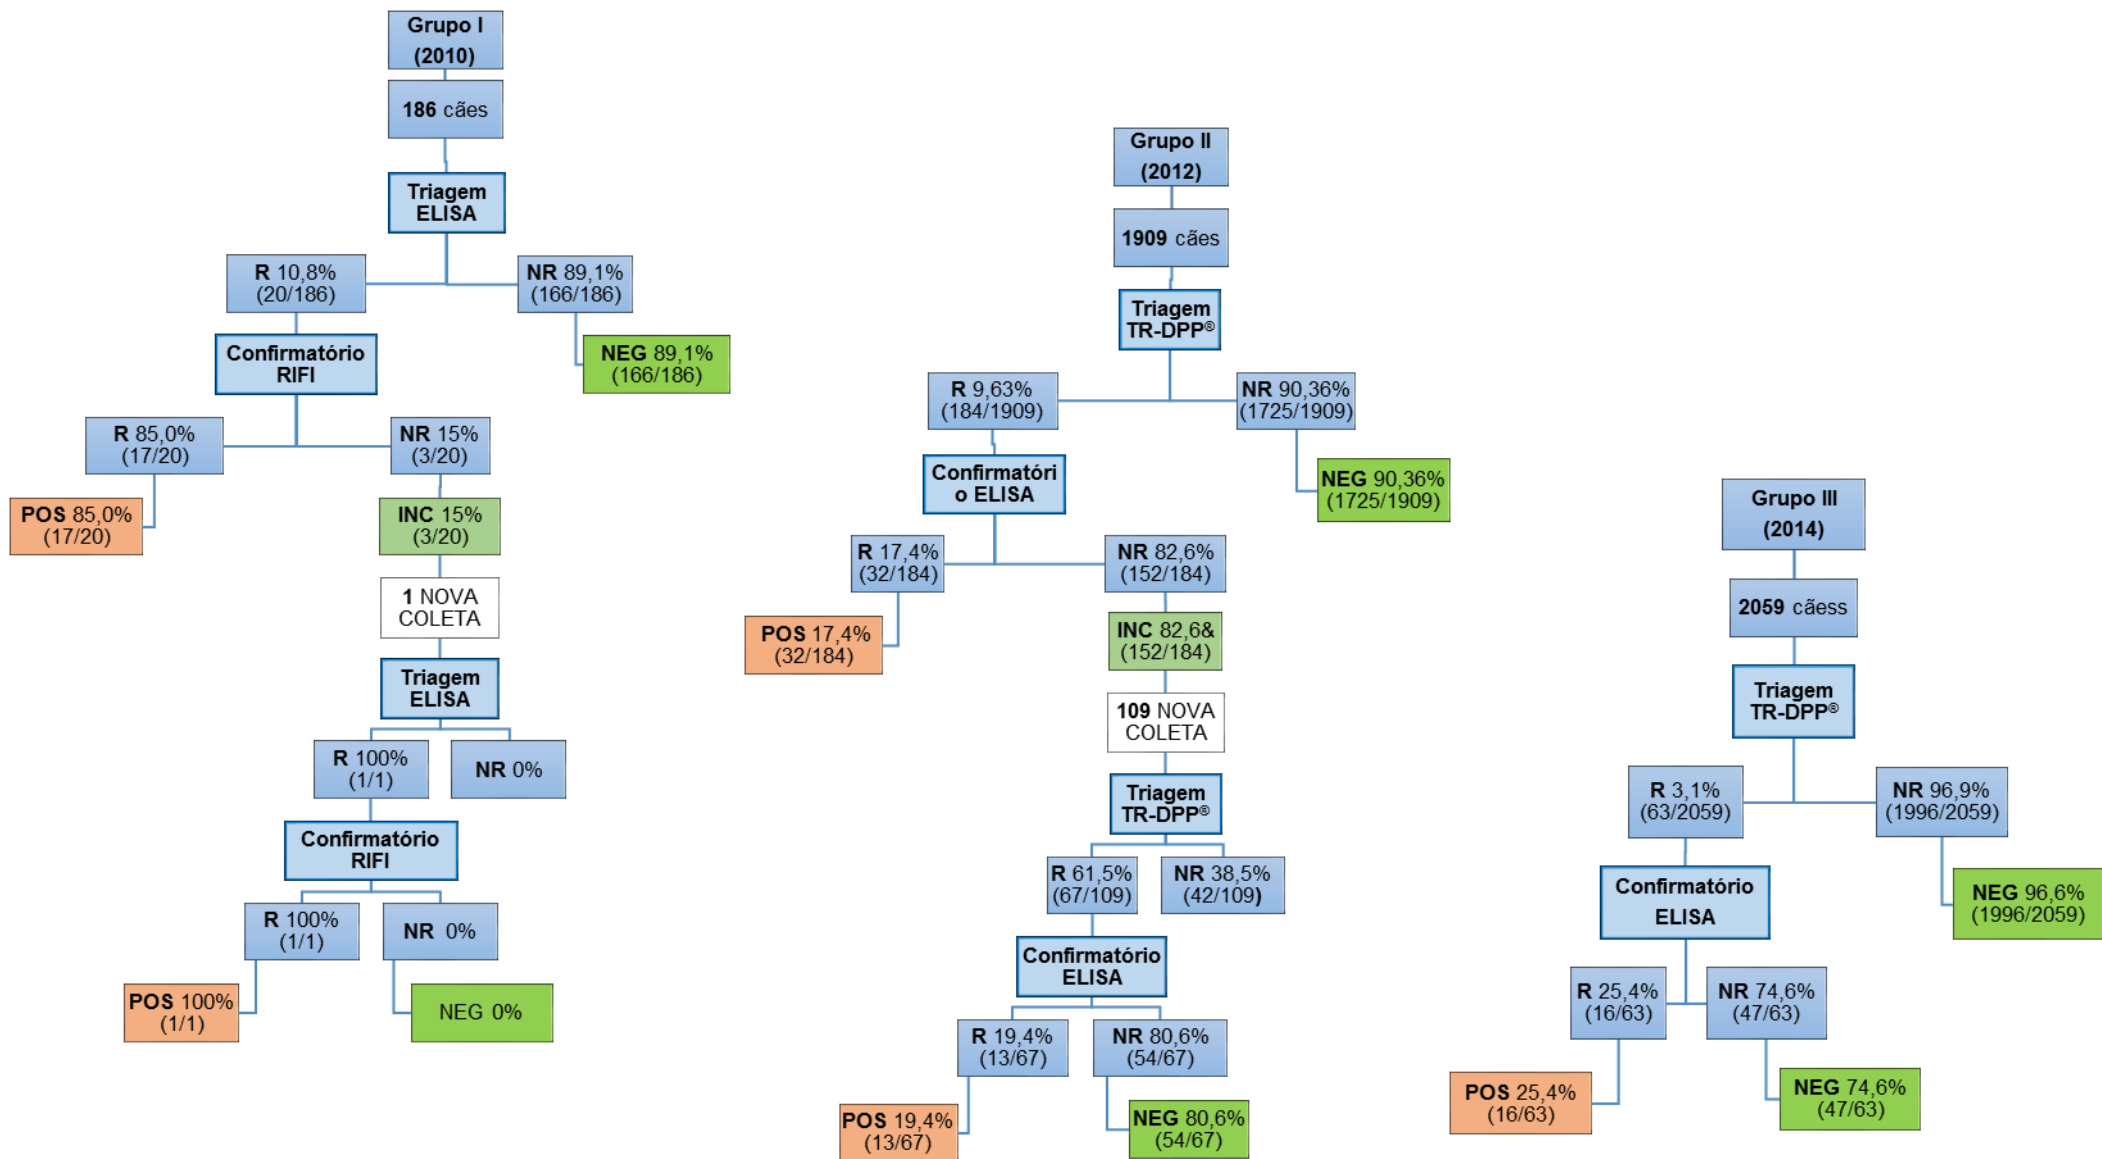 Grupo I
(2010)
186 cães
Triagem
ELISA
R 10,8%
(20/186)
NR 89,1%
(166/186)
Confirmatório
RIFI
NEG 89,1%
(166/186)
R 85,0%
(17/20)
NR 15%
(3/20)
POS 85,0%
(17/20)
INC 15%
(3/20)
1 NOVA
COLETA
Triagem
ELISA
R 100%
(1/1)
NR 0%
Confirmatório
RIFI
R 100%
(1/1)
NR 0%
POS 100%
(1/1)
NEG 0%
Grupo II
(2012)
1909 cães
Triagem
TR-DPP®
R 9,63%
(184/1909)
NR 90,36%
(1725/1909)
Confirmatóri
o ELISA
NEG 90,36%
(1725/1909)
R 17,4%
(32/184)
NR 82,6%
(152/184)
POS 17,4%
(32/184)
INC 82,6&
(152/184)
109 NOVA
COLETA
Triagem
TR-DPP®
R 61,5%
(67/109)
NR 38,5%
(42/109)
Confirmatório
ELISA
R 19,4%
(13/67)
NR 80,6%
(54/67)
POS 19,4%
(13/67)
NEG 80,6%
(54/67)
Grupo III
(2014)
2059 cãess
Triagem
TR-DPP®
R 3,1%
(63/2059)
NR 96,9%
(1996/2059)
Confirmatório
ELISA
NEG 96,6%
(1996/2059)
R 25,4%
(16/63)
NR 74,6%
(47/63)
POS 25,4%
(16/63)
NEG 74,6%
(47/63)